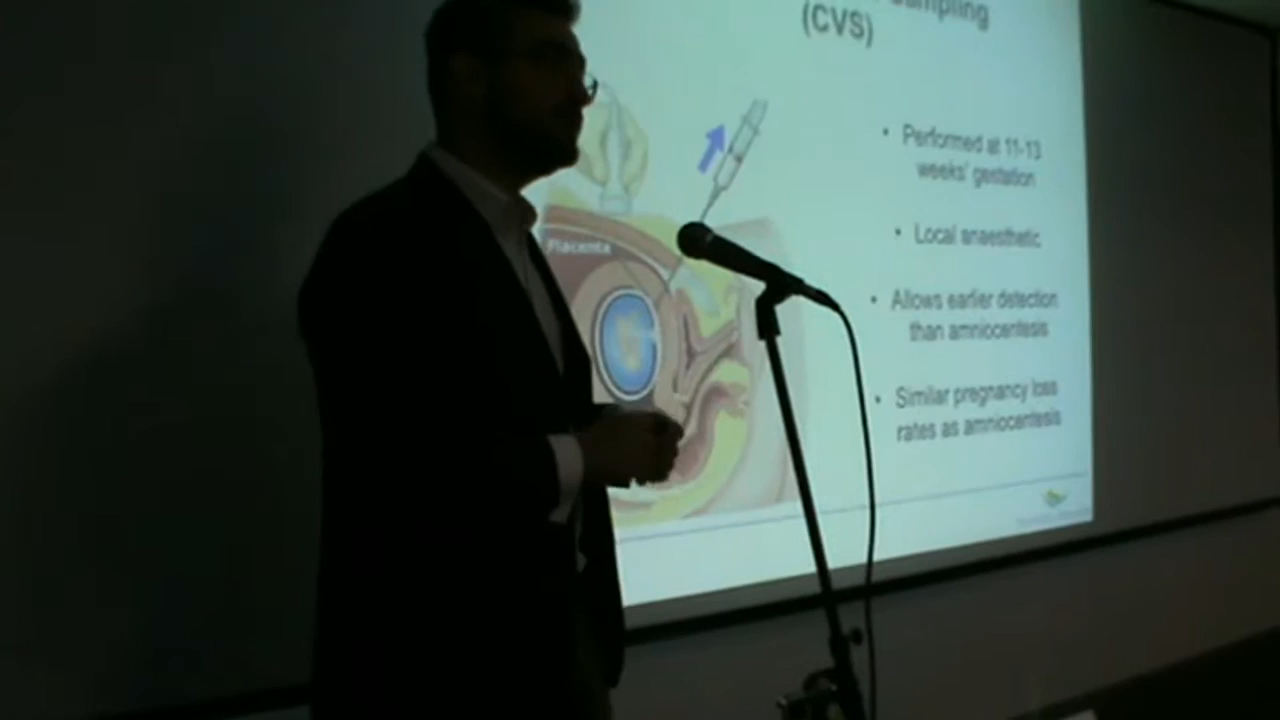 Sampling
(CVS)
Placenta
• Performed at 11-13
weeks' gestation
• Local anaesthetic
• Allows earlier detection
than amniocentesis
• Similar pregnancy loss
rates as amniocentesis